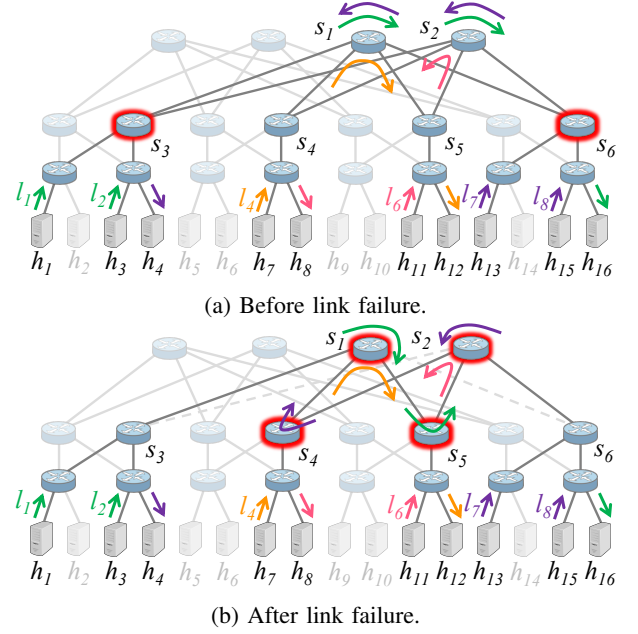 s1 s2
s3 s4 s5 s6
l1 l2 l4 l6 l7 l8
h1 h2 h3 h4 h5 h6 h7 h8 h9 h10 h11 h12 h13 h14 h15 h16
(a) Before link failure.
s1 s2
s3 s4 s5 s6
l1 l2 l4 l6 l7 l8
h1 h2 h3 h4 h5 h6 h7 h8 h9 h10 h11 h12 h13 h14 h15 h16
(b) After link failure.